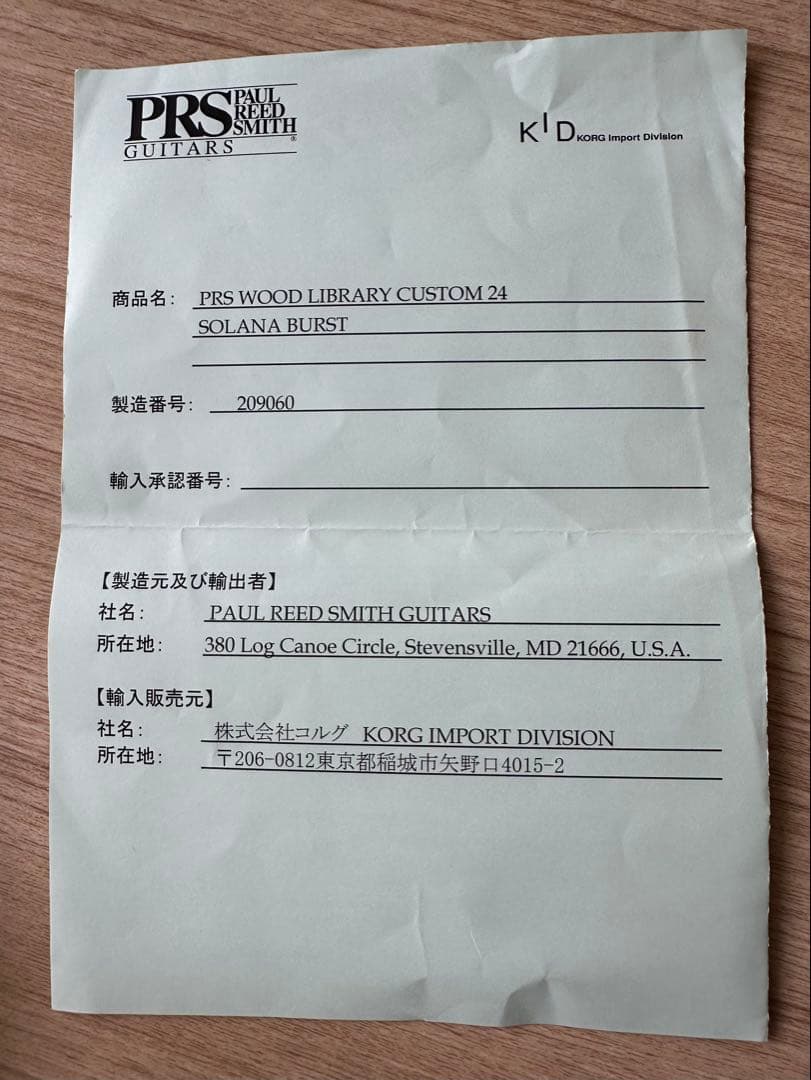 PRS PAUL REED SMITH®
GUITARS
KID KORG Import Division
商品名: PRS WOOD LIBRARY CUSTOM 24
SOLANA BURST
製造番号: 209060
輸入承認番号:
【製造元及び輸出者】
社名: PAUL REED SMITH GUITARS
所在地: 380 Log Canoe Circle, Stevensville, MD 21666, U.S.A.
【輸入販売元】
社名: 株式会社コルグ KORG IMPORT DIVISION
所在地: 〒206-0812東京都稲城市矢野口4015-2